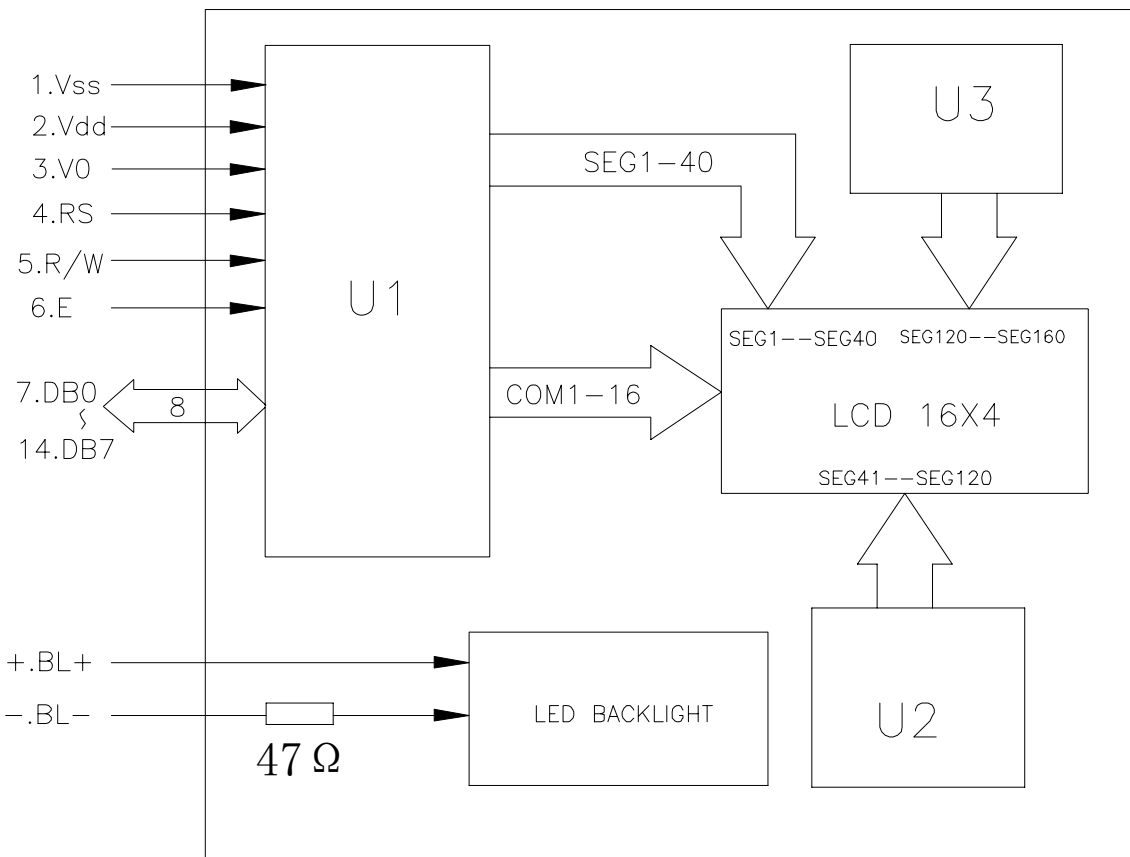 1.Vss
2.Vdd
3.V0
4.RS
5.R/W
6.E
7.DB0
~
14.DB7
8
U1
SEG1-40
COM1-16
U3
SEG1--SEG40
SEG120--SEG160
LCD 16X4
SEG41--SEG120
U2
+.BL+
-.BL-
47 Ω
LED BACKLIGHT